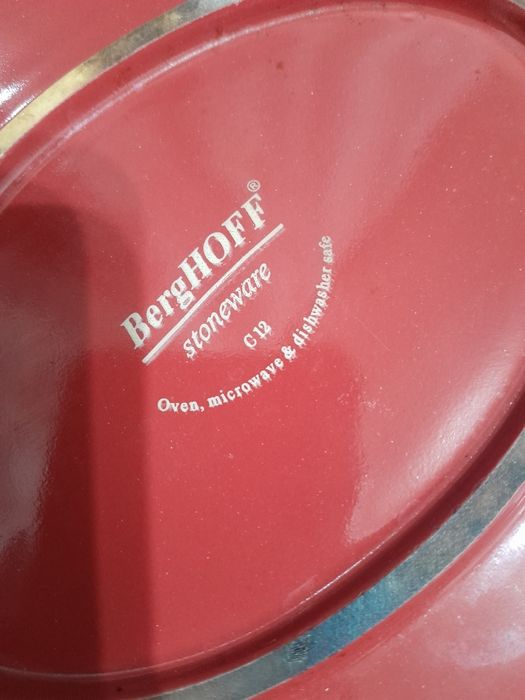 BergHOFF®
stoneware
C 12
Oven, microwave & dishwasher safe